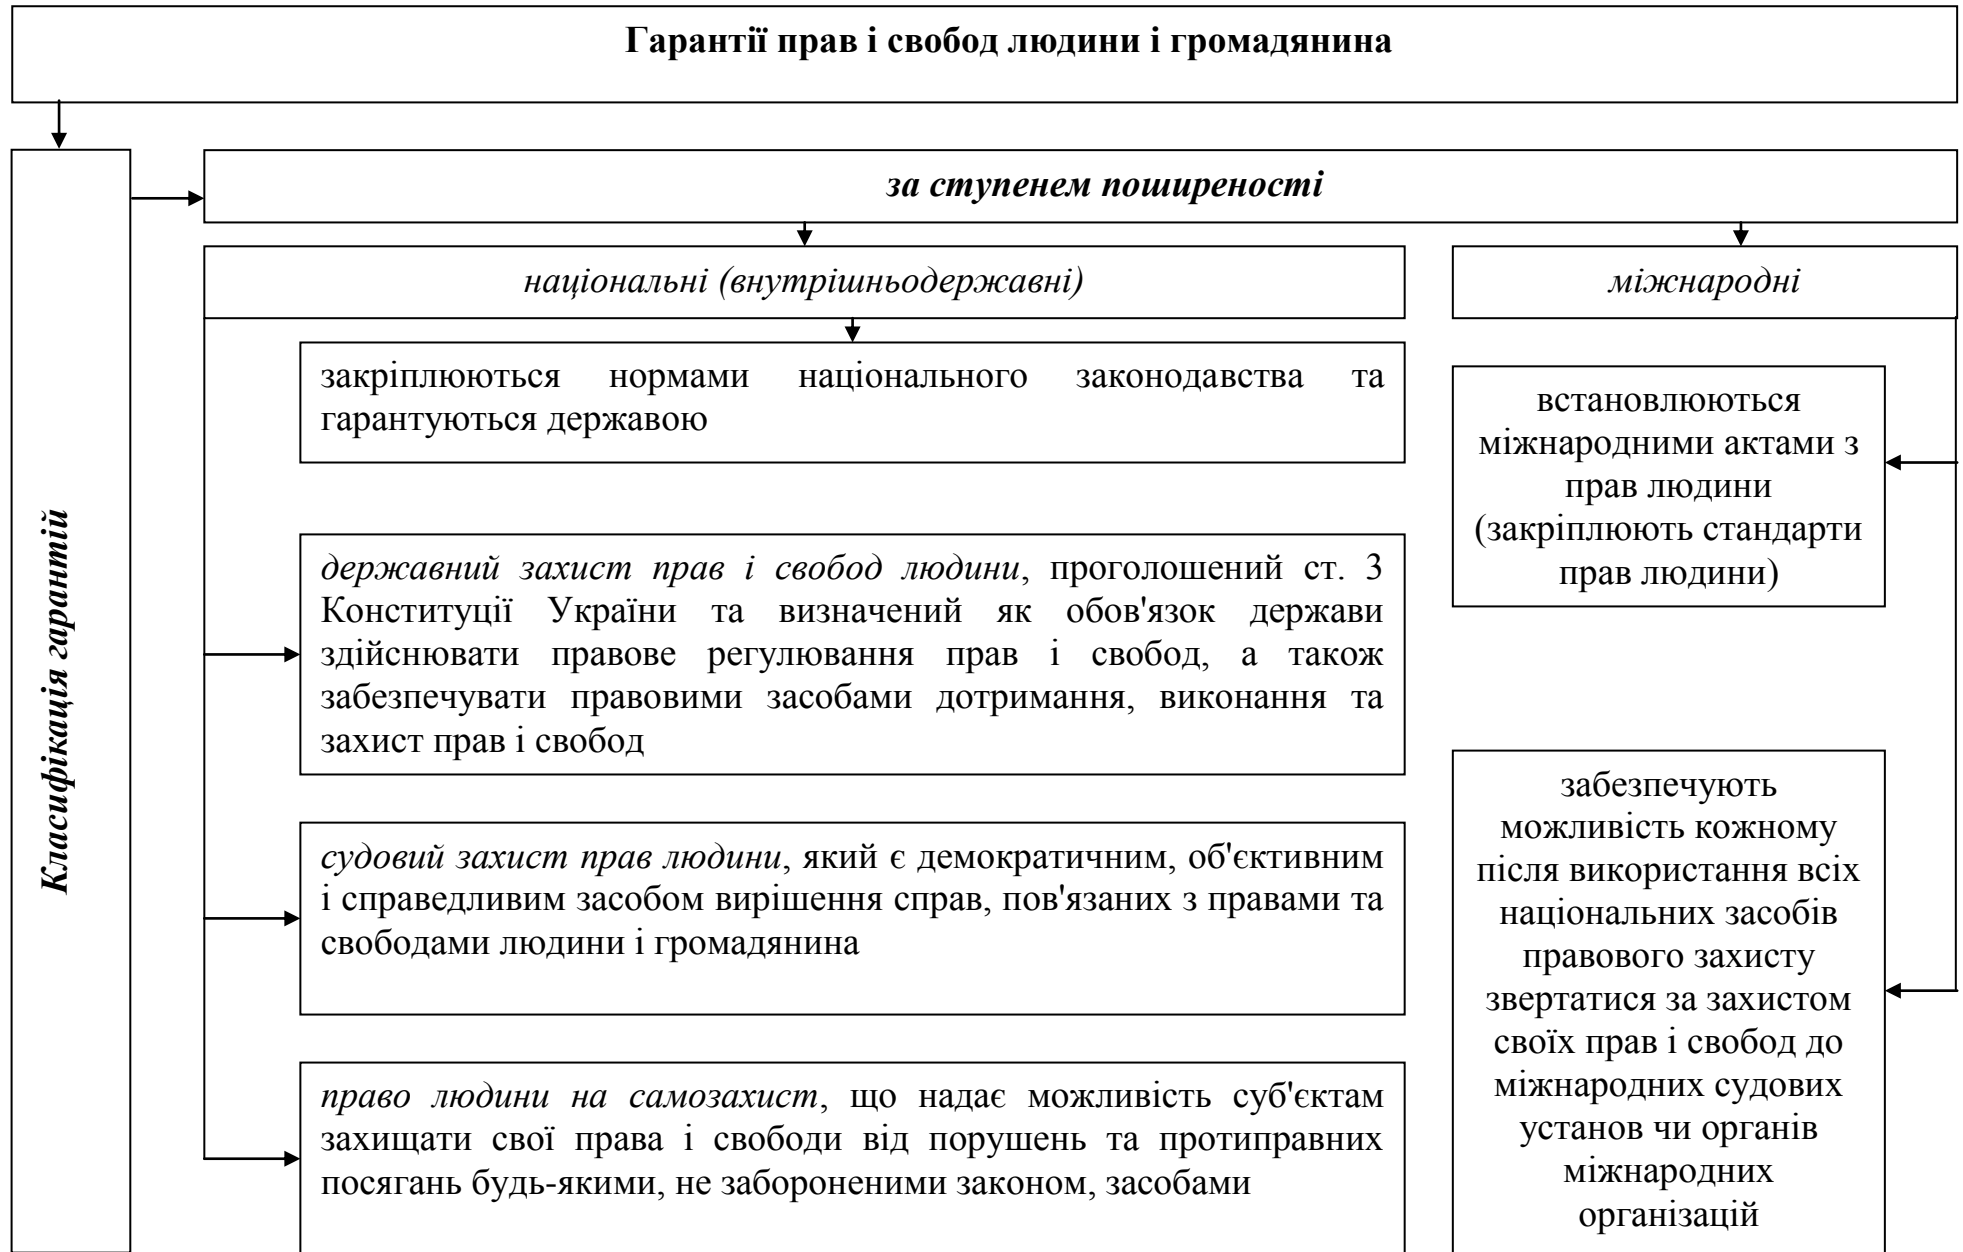 Гарантії прав і свобод людини і громадянина
Класифікація гарантій
за ступенем поширеності
національні (внутрішньодержавні)
закріплюються нормами національного законодавства та
гарантуються державою
державний захист прав і свобод людини, проголошений ст. 3
Конституції України та визначений як обов'язок держави
здійснювати правове регулювання прав і свобод, а також
забезпечувати правовими засобами дотримання, виконання та
захист прав і свобод
судовий захист прав людини, який є демократичним, об'єктивним
і справедливим засобом вирішення справ, пов'язаних з правами та
свободами людини і громадянина
право людини на самозахист, що надає можливість суб'єктам
захищати свої права і свободи від порушень та протиправних
посягань будь-якими, не забороненими законом, засобами
міжнародні
встановлюються
міжнародними актами з
прав людини
(закріплюють стандарти
прав людини)
забезпечують
можливість кожному
після використання всіх
національних засобів
правового захисту
звертатися за захистом
своїх прав і свобод до
міжнародних судових
установ чи органів
міжнародних
організацій